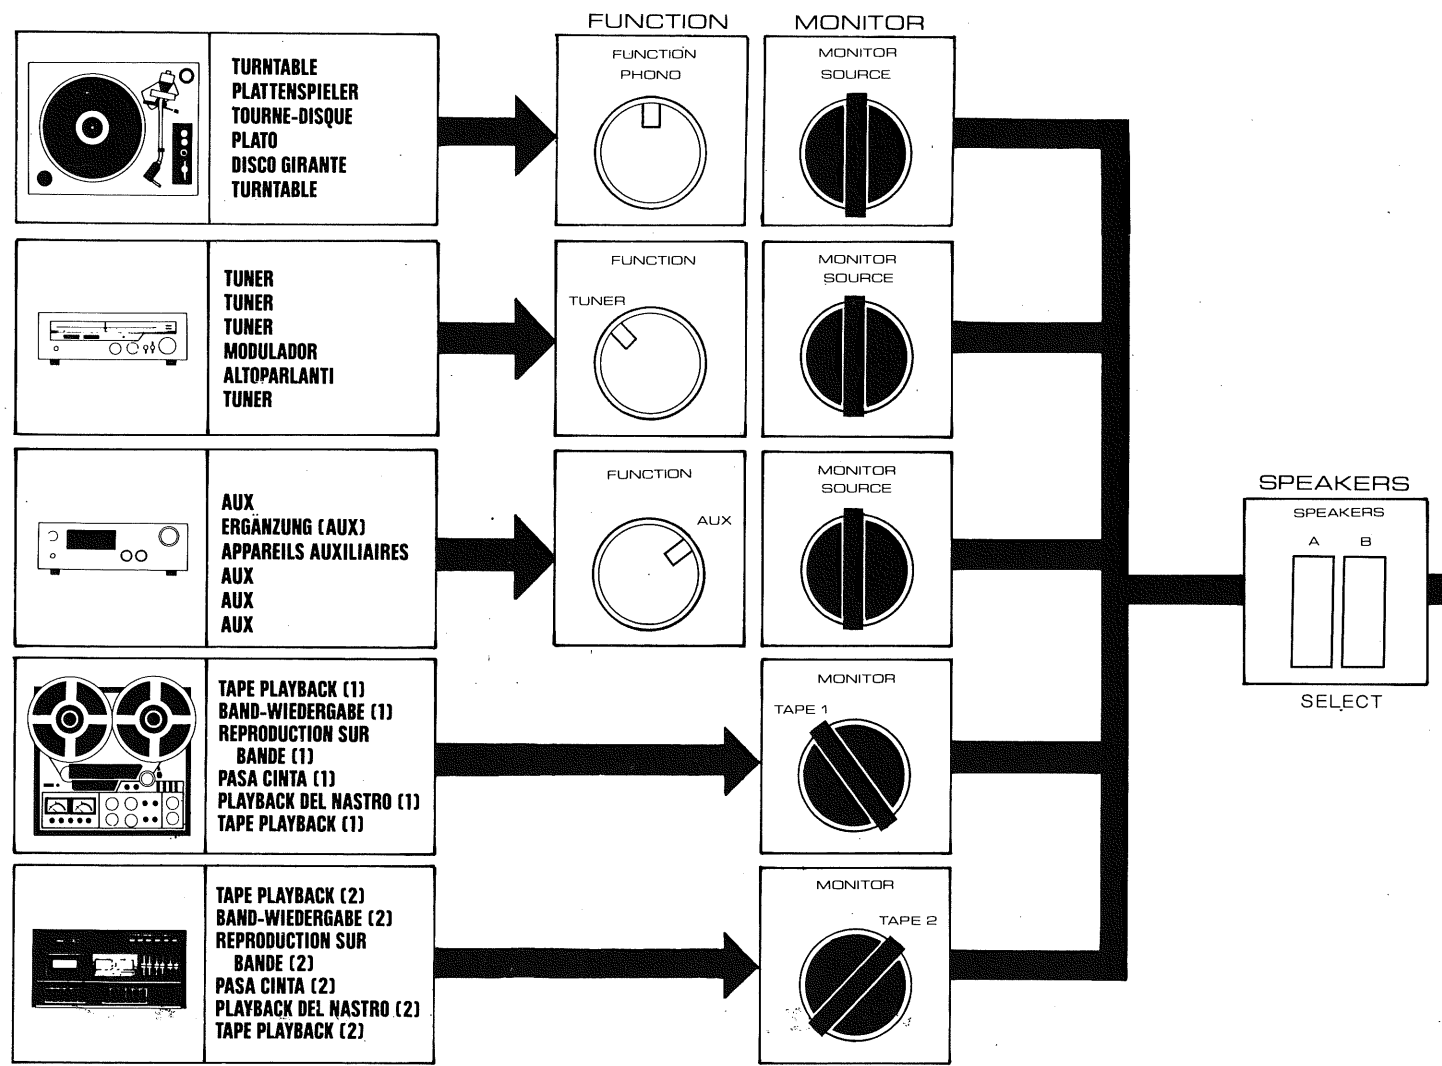 FUNCTION
MONITOR
TURNTABLE
PLATTENSPIELER
TOURNE-DISQUE
PLATO
DISCO GIRANTE
TURNTABLE
FUNCTION
PHONO
MONITOR
SOURCE
TUNER
TUNER
TUNER
MODULADOR
ALTOPARLANTI
TUNER
FUNCTION
TUNER
MONITOR
SOURCE
AUX
ERGÄNZUNG (AUX)
APPAREILS AUXILIAIRES
AUX
AUX
AUX
FUNCTION
AUX
MONITOR
SOURCE
SPEAKERS
SPEAKERS
A B
SELECT
TAPE PLAYBACK (1)
BAND-WIEDERGABE (1)
REPRODUCTION SUR
BANDE (1)
PASA CINTA (1)
PLAYBACK DEL NASTRO (1)
TAPE PLAYBACK (1)
MONITOR
TAPE 1
TAPE PLAYBACK (2)
BAND-WIEDERGABE (2)
REPRODUCTION SUR
BANDE (2)
PASA CINTA (2)
PLAYBACK DEL NASTRO (2)
TAPE PLAYBACK (2)
MONITOR
TAPE 2